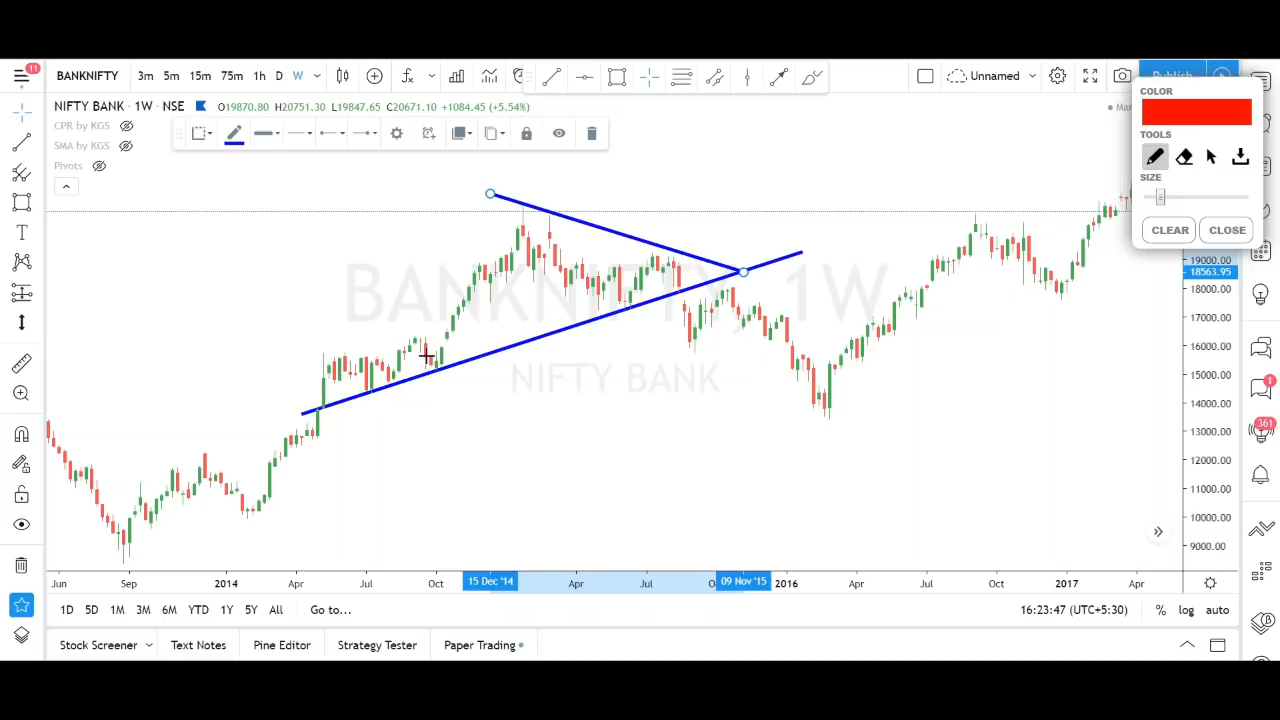 11
BANKNIFTY 3m 5m 15m 75m 1h D W Unnamed Publish
NIFTY BANK · 1W · NSE O19870.80 H20751.30 L19847.65 C20671.10 +1084.45 (+5.54%)
CPR by KGS
SMA by KGS
Pivots
COLOR
TOOLS
SIZE
CLEAR CLOSE
BANKNIFTY, 1W
NIFTY BANK
19000.00
18563.95
18000.00
17000.00
16000.00
15000.00
14000.00
13000.00
12000.00
11000.00
10000.00
9000.00
1
361
Jun Sep 2014 Apr Jul Oct 15 Dec '14 Apr Jul 09 Nov '15 2016 Apr Jul Oct 2017 Apr
1D 5D 1M 3M 6M YTD 1Y 5Y All Go to... 16:23:47 (UTC+5:30) % log auto
Stock Screener Text Notes Pine Editor Strategy Tester Paper Trading